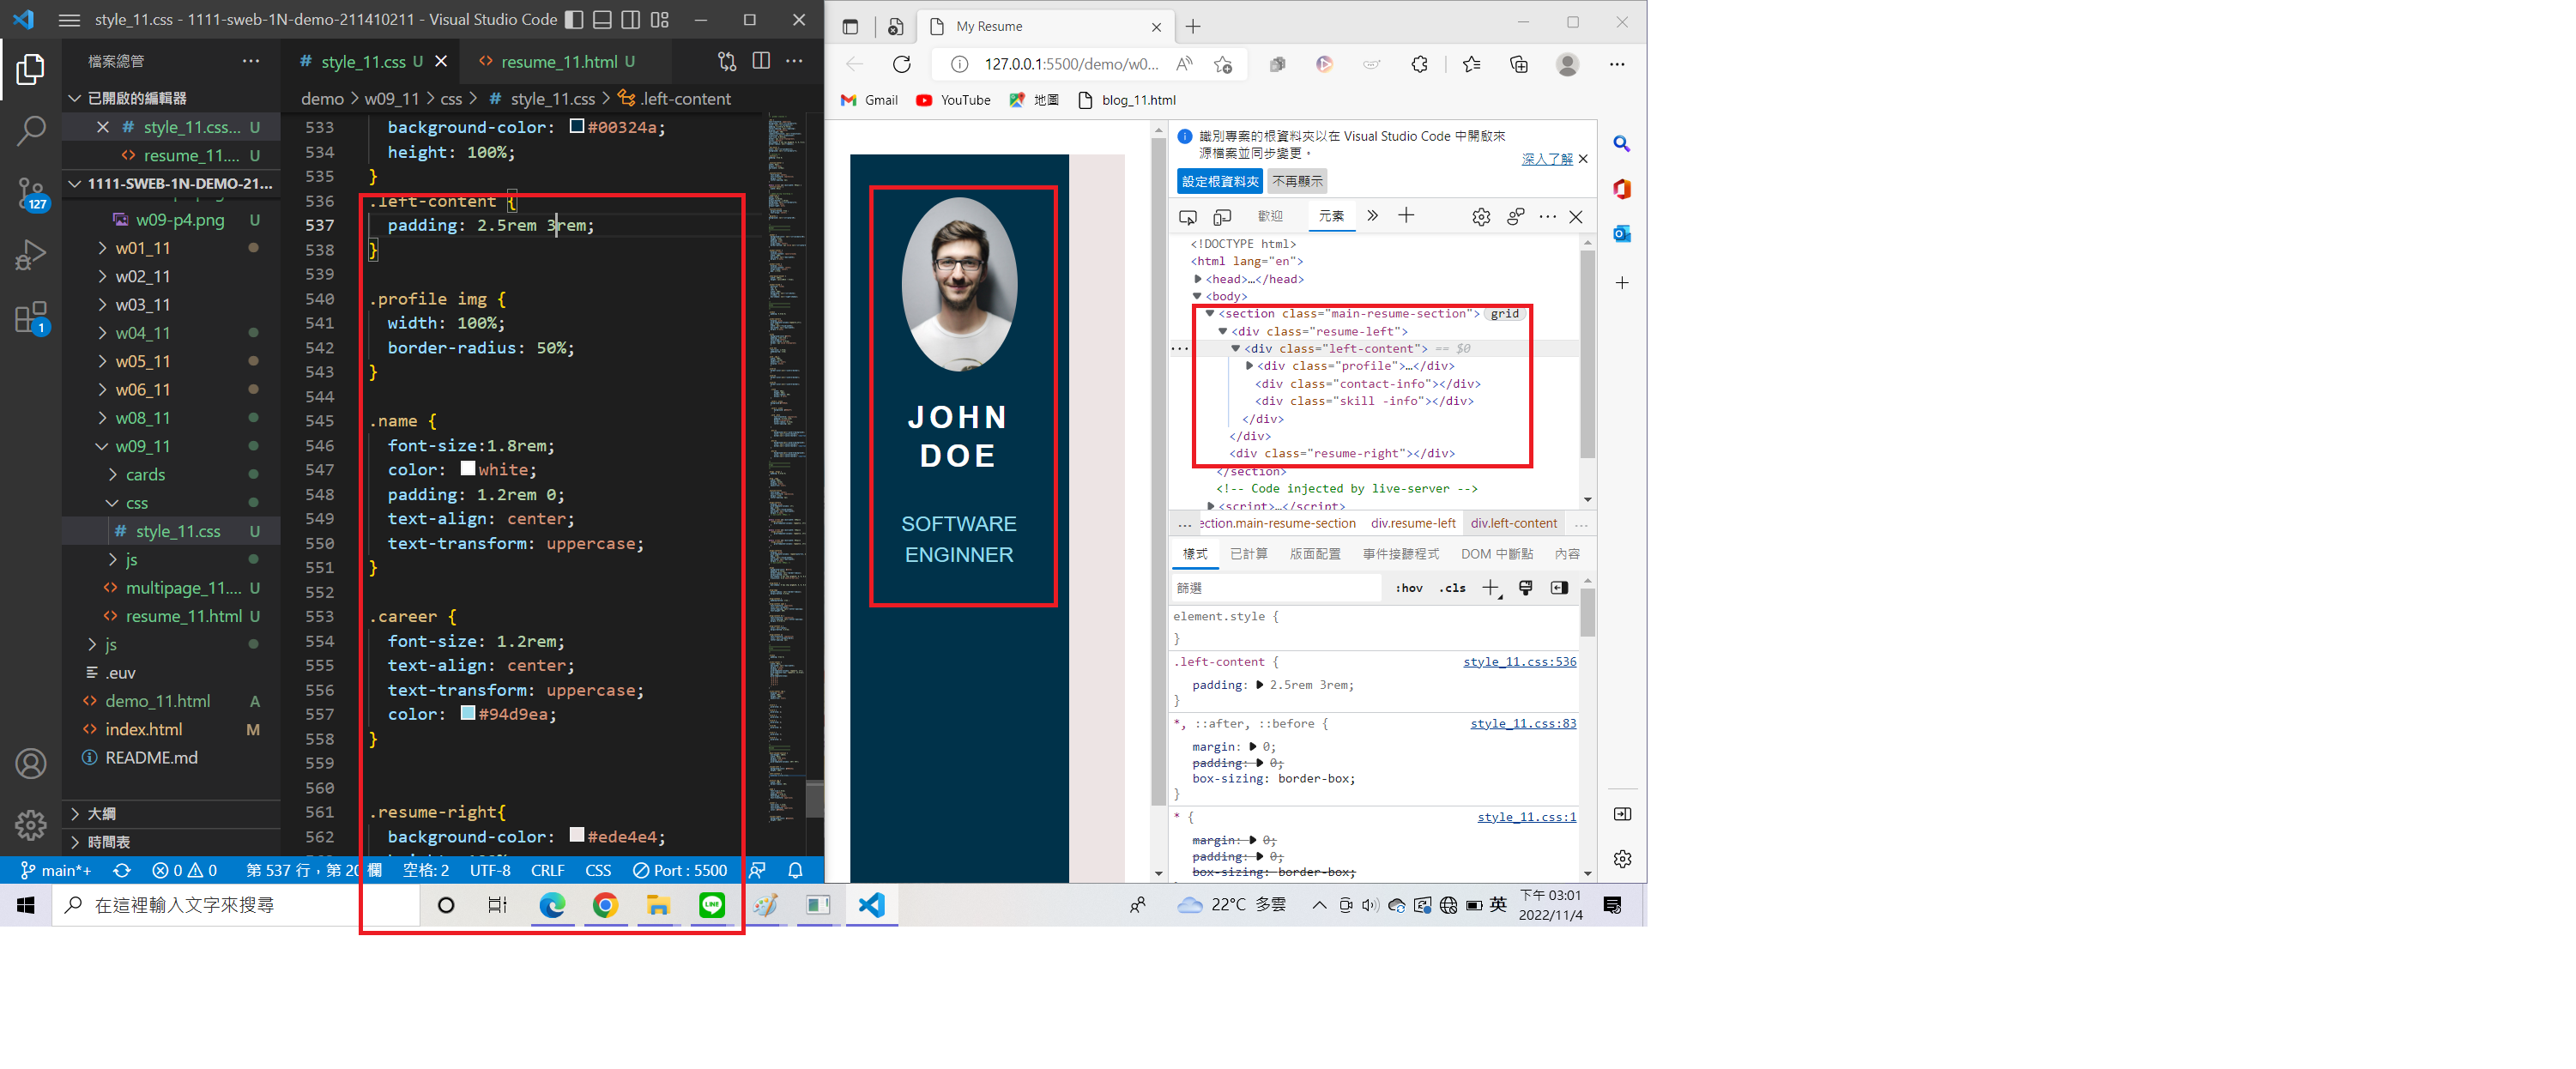 style_11.css - 1111-sweb-1N-demo-211410211 - Visual Studio Code
檔案總管
已開啟的編輯器
style_11.css... U
resume_11.... U
1111-SWEB-1N-DEMO-21...
w09-p4.png U
w01_11
w02_11
w03_11
w04_11
w05_11
w06_11
w08_11
w09_11
cards
css
style_11.css U
js
multipage_11.... U
resume_11.html U
js
.euv
demo_11.html A
index.html M
README.md
大綱
時間表
127
1
style_11.css U
resume_11.html U
demo > w09_11 > css > # style_11.css > .left-content
533 background-color: #00324a;
534 height: 100%;
535 }
536 .left-content {
537 padding: 2.5rem 3rem;
538 }
539
540 .profile img {
541 width: 100%;
542 border-radius: 50%;
543 }
544
545 .name {
546 font-size:1.8rem;
547 color: white;
548 padding: 1.2rem 0;
549 text-align: center;
550 text-transform: uppercase;
551 }
552
553 .career {
554 font-size: 1.2rem;
555 text-align: center;
556 text-transform: uppercase;
557 color: #94d9ea;
558 }
559
560
561 .resume-right{
562 background-color: #ede4e4;
main*+ 0 0 第 537 行，第 20 欄 空格: 2 UTF-8 CRLF CSS Port : 5500
My Resume
127.0.0.1:5500/demo/w0...
Gmail YouTube 地圖 blog_11.html
JOHN
DOE
SOFTWARE
ENGINNER
識別專案的根資料夾以在 Visual Studio Code 中開啟來
源檔案並同步變更。
深入了解
設定根資料夾 不再顯示
歡迎 元素
<!DOCTYPE html>
<html lang="en">
<head>…</head>
<body>
<section class="main-resume-section"> grid
<div class="resume-left">
<div class="left-content"> == $0
<div class="profile">…</div>
<div class="contact-info"></div>
<div class="skill -info"></div>
</div>
</div>
<div class="resume-right"></div>
</section>
<!-- Code injected by live-server -->
<script>…</script>
... ection.main-resume-section div.resume-left div.left-content ...
樣式 已計算 版面配置 事件接聽程式 DOM 中斷點 內容
篩選 :hov .cls
element.style {
}
.left-content { style_11.css:536
padding: 2.5rem 3rem;
}
*, ::after, ::before { style_11.css:83
margin: 0;
padding: 0;
box-sizing: border-box;
}
* { style_11.css:1
margin: 0;
padding: 0;
box-sizing: border-box;
在這裡輸入文字來搜尋
LINE
22°C 多雲
英
下午 03:01
2022/11/4